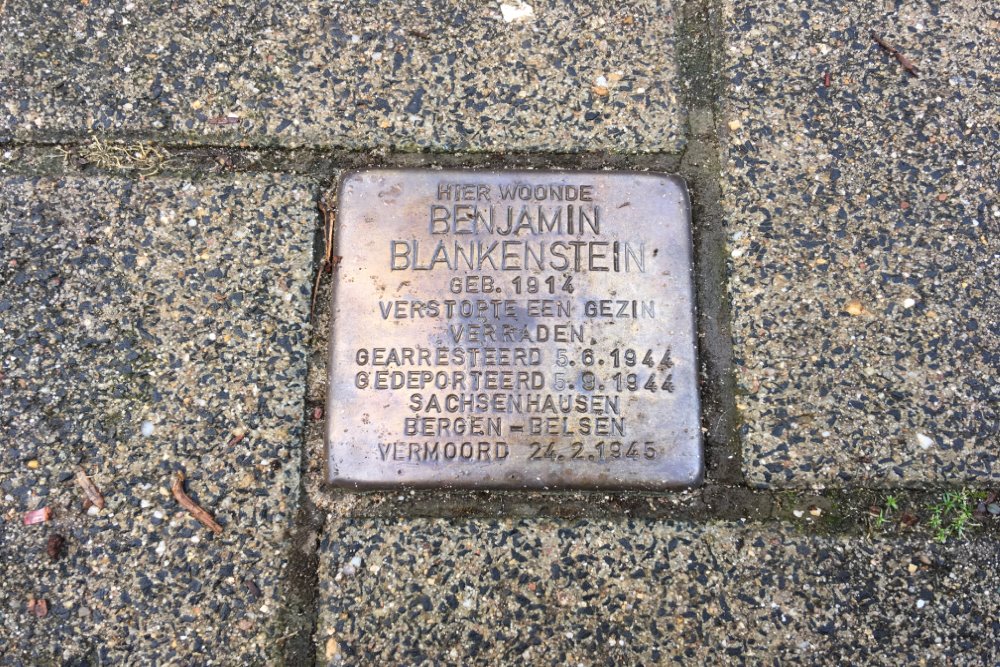 HIER WOONDE
BENJAMIN
BLANKENSTEIN
GEB. 1914
VERSTOPTE EEN GEZIN
VERRADEN
GEARRESTEERD 5.6.1944
GEDEPORTEERD 5.9.1944
SACHSENHAUSEN
BERGEN-BELSEN
VERMOORD 24.2.1945